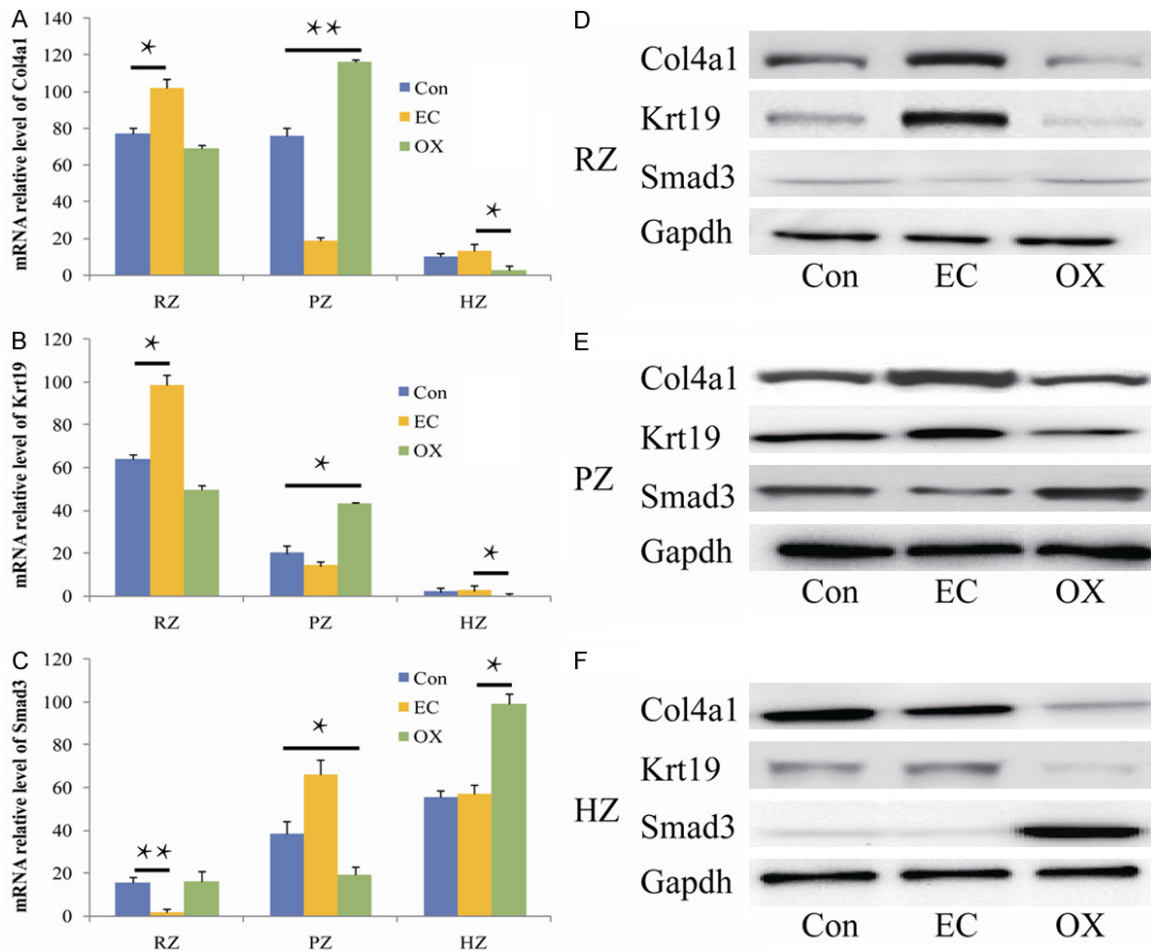 A
mRNA relative level of Col4a1
140
120
100
80
60
40
20
0
★
★★
★
Con
EC
OX
RZ PZ HZ
B
mRNA relative level of Krt19
120
100
80
60
40
20
0
★
★
★
Con
EC
OX
RZ PZ HZ
C
mRNA relative level of Smad3
120
100
80
60
40
20
0
★★
★
★
Con
EC
OX
RZ PZ HZ
D
RZ
Col4a1
Krt19
Smad3
Gapdh
Con EC OX
E
PZ
Col4a1
Krt19
Smad3
Gapdh
Con EC OX
F
HZ
Col4a1
Krt19
Smad3
Gapdh
Con EC OX